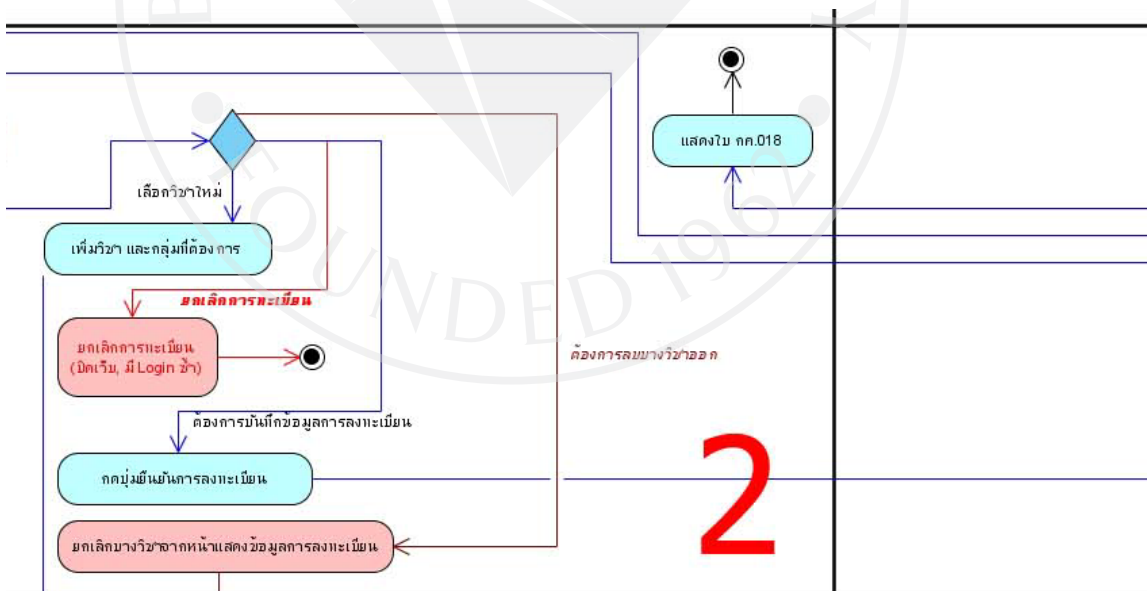 แสดงใบ กค.018
เลือกวิชาใหม่
เพิ่มวิชา และกลุ่มที่ต้องการ
ยกเลิกการทะเบียน
ยกเลิกการทะเบียน
(ปิดเว็บ, มี Login ซ้ำ)
ต้องการลบบางวิชาออก
ต้องการบันทึกข้อมูลการลงทะเบียน
กดปุ่มยืนยันการลงทะเบียน
2
ยกเลิกบางวิชาจากหน้าแสดงข้อมูลการลงทะเบียน
FOUNDED 1962